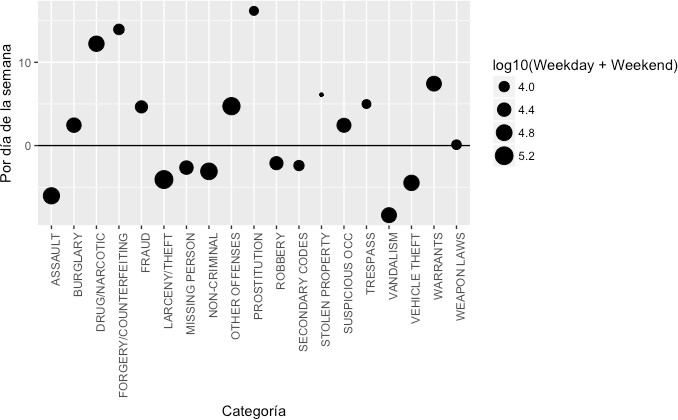 Por día de la semana
10
0
ASSAULT
BURGLARY
DRUG/NARCOTIC
FORGERY/COUNTERFEITING
FRAUD
LARCENY/THEFT
MISSING PERSON
NON-CRIMINAL
OTHER OFFENSES
PROSTITUTION
ROBBERY
SECONDARY CODES
STOLEN PROPERTY
SUSPICIOUS OCC
TRESPASS
VANDALISM
VEHICLE THEFT
WARRANTS
WEAPON LAWS
Categoría
log10(Weekday + Weekend)
4.0
4.4
4.8
5.2